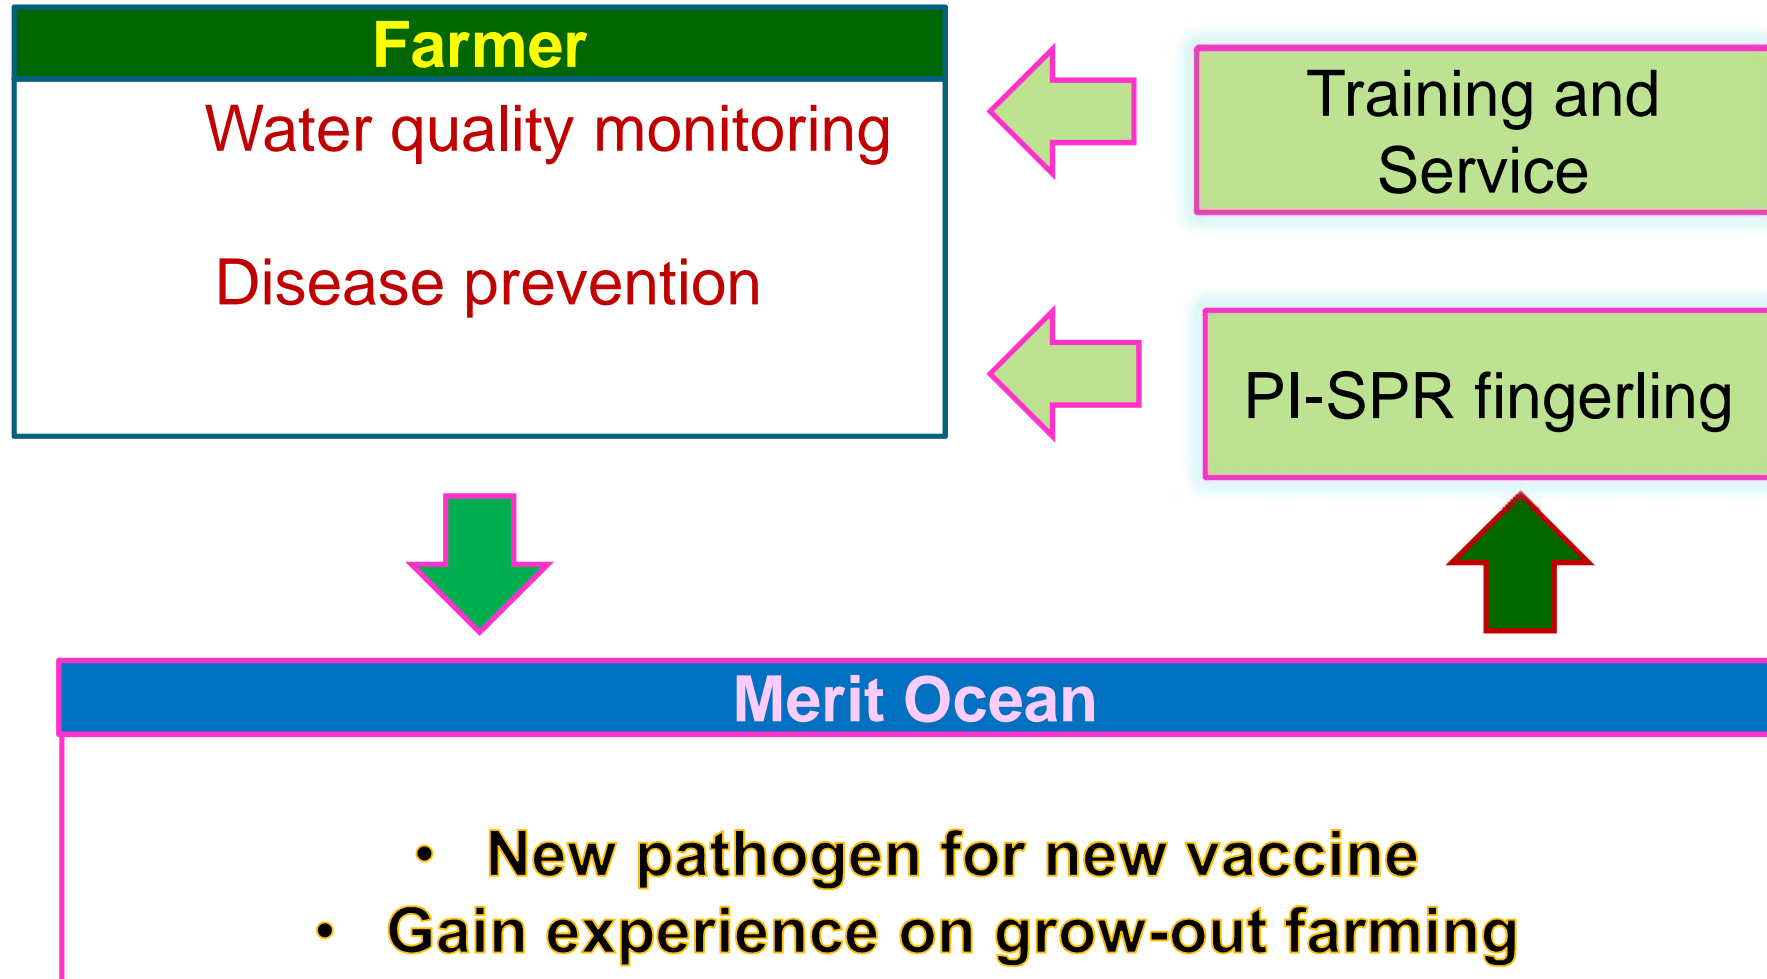 Farmer
Water quality monitoring
Disease prevention
Training and
Service
PI-SPR fingerling
Merit Ocean
• New pathogen for new vaccine
• Gain experience on grow-out farming